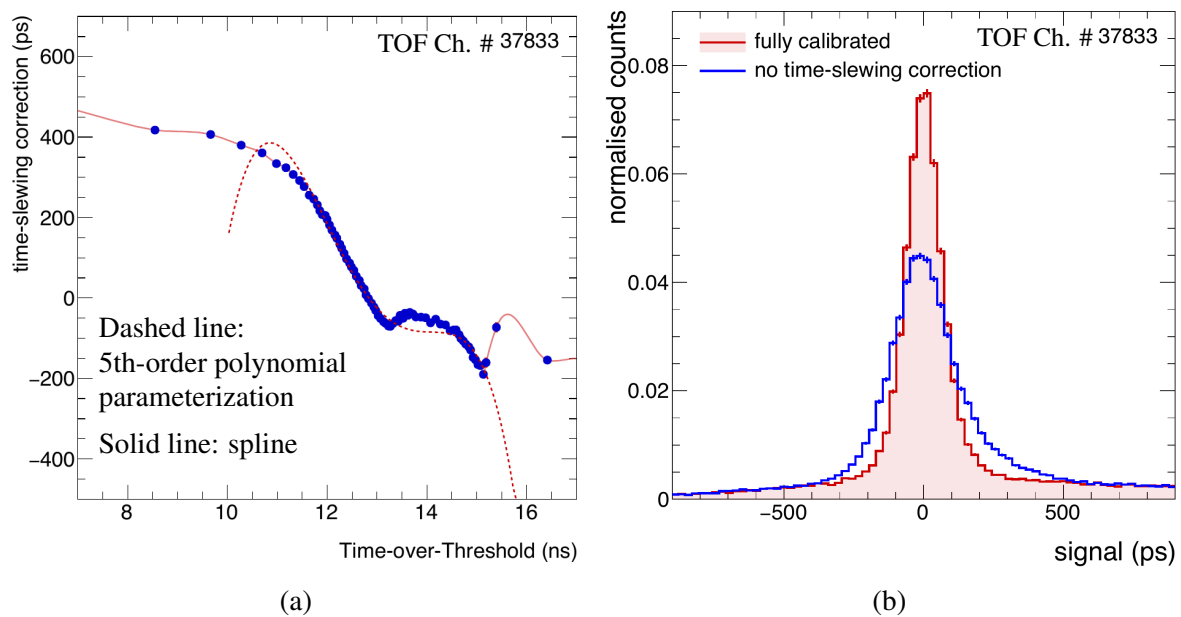 time-slewing correction (ps)
600
400
200
0
−200
−400
TOF Ch. # 37833
Dashed line:
5th-order polynomial
parameterization
Solid line: spline
8 10 12 14 16
Time-over-Threshold (ns)
(a)
normalised counts
0.08
0.06
0.04
0.02
0
TOF Ch. # 37833
fully calibrated
no time-slewing correction
−500 0 500
signal (ps)
(b)